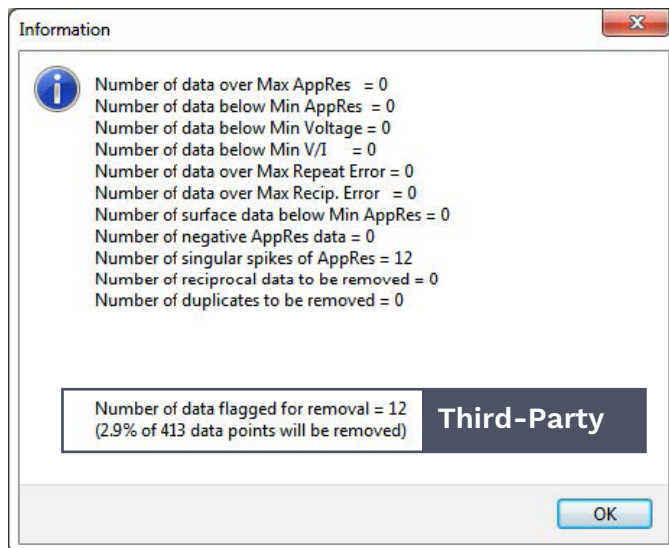 Information
Number of data over Max AppRes = 0
Number of data below Min AppRes = 0
Number of data below Min Voltage = 0
Number of data below Min V/I = 0
Number of data over Max Repeat Error = 0
Number of data over Max Recip. Error = 0
Number of surface data below Min AppRes = 0
Number of negative AppRes data = 0
Number of singular spikes of AppRes = 12
Number of reciprocal data to be removed = 0
Number of duplicates to be removed = 0
Number of data flagged for removal = 12
(2.9% of 413 data points will be removed)
Third-Party
OK